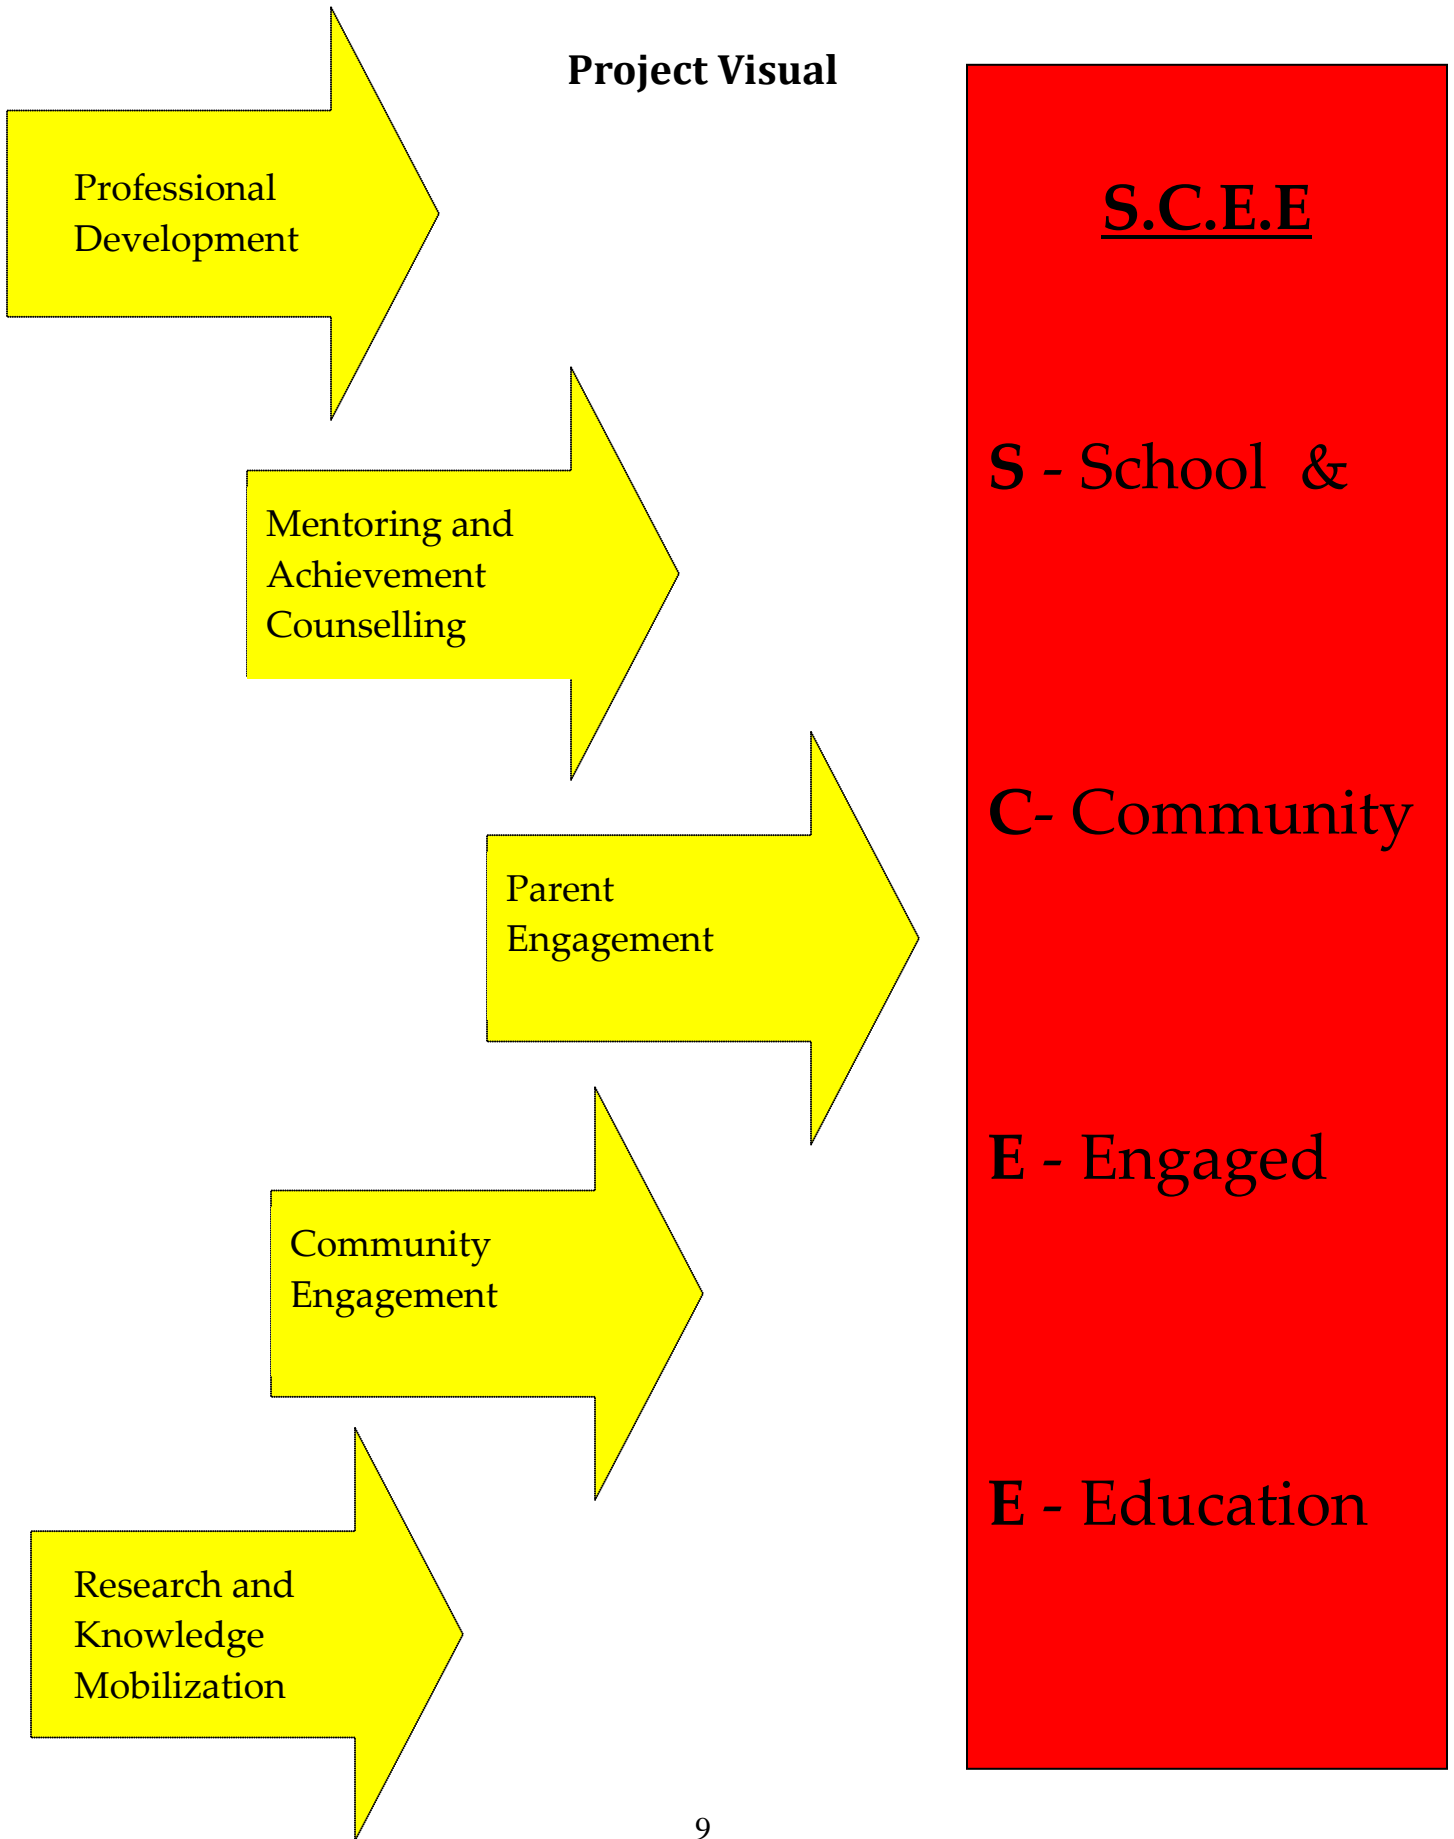 Project Visual
Professional
Development
Mentoring and
Achievement
Counselling
Parent
Engagement
Community
Engagement
Research and
Knowledge
Mobilization
S.C.E.E
S - School  &
C- Community
E - Engaged
E - Education
9